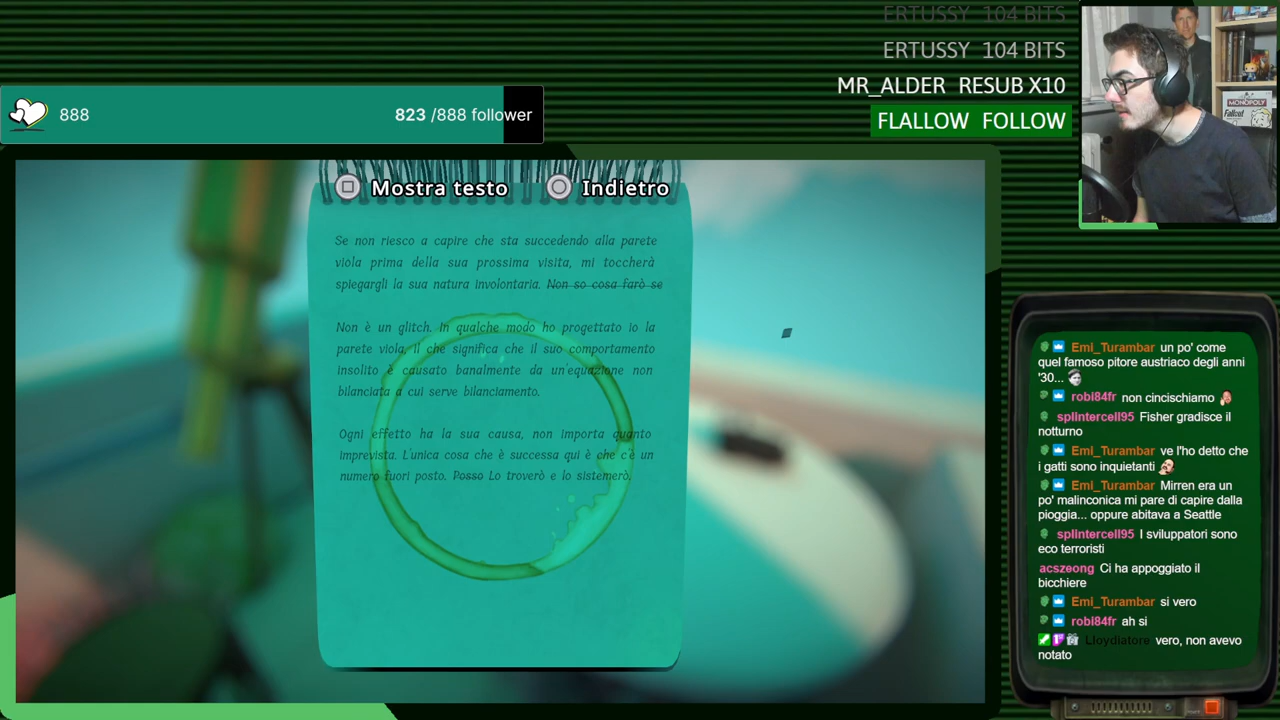 ERTUSSY 104 BITS
ERTUSSY 104 BITS
MR_ALDER RESUB X10
FLALLOW FOLLOW
888
823 /888 follower
Mostra testo
Indietro
Se non riesco a capire che sta succedendo alla parete
viola prima della sua prossima visita, mi toccherà
spiegargli la sua natura involontaria. Non so cosa farò se
Non è un glitch. In qualche modo ho progettato io la
parete viola, il che significa che il suo comportamento
insolito è causato banalmente da un'equazione non
bilanciata a cui serve bilanciamento.
Ogni effetto ha la sua causa, non importa quanto
imprevista. L'unica cosa che è successa qui è che c'è un
numero fuori posto. Posso Lo troverò e lo sistemerò.
MONOPOLY
Fallout
Emi_Turambar un po' come
quel famoso pitore austriaco degli anni
'30...
robi84fr non cincischiamo
splintercell95 Fisher gradisce il
notturno
Emi_Turambar ve l'ho detto che
i gatti sono inquietanti
Emi_Turambar Mirren era un
po' malinconica mi pare di capire dalla
pioggia... oppure abitava a Seattle
splintercell95 I sviluppatori sono
eco terroristi
acszeong Ci ha appoggiato il
bicchiere
Emi_Turambar si vero
robi84fr ah si
Lloydiatore vero, non avevo
notato